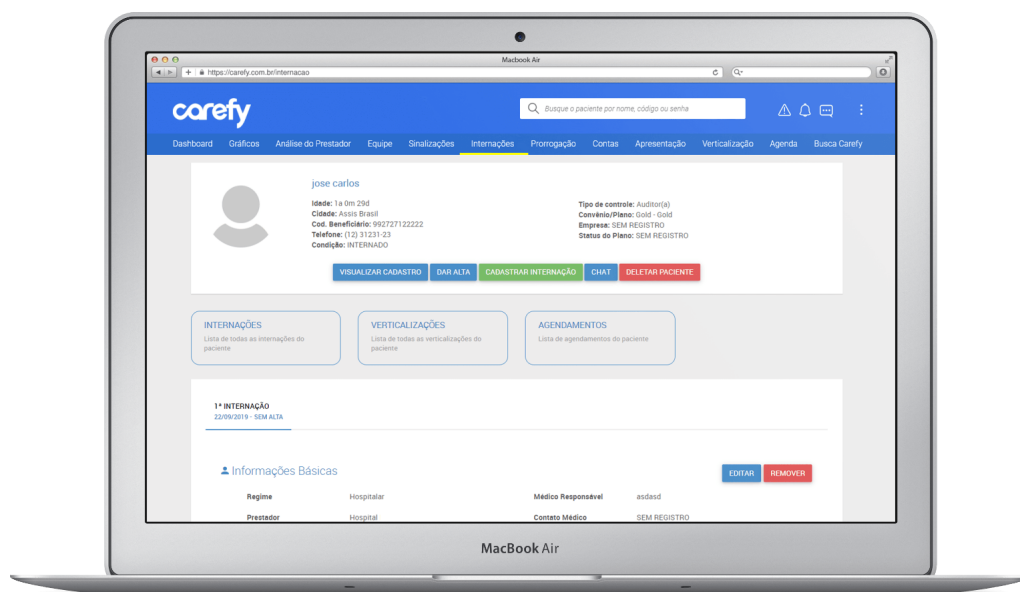 Macbook Air
https://carefy.com.br/internacao
carefy
Busque o paciente por nome, código ou senha
Dashboard Gráficos Análise do Prestador Equipe Sinalizações Internações Prorrogação Contas Apresentação Verticalização Agenda Busca Carefy
jose carlos
Idade: 1a 0m 29d
Cidade: Assis Brasil
Cod. Beneficiário: 992727122222
Telefone: (12) 31231-23
Condição: INTERNADO
Tipo de controle: Auditor(a)
Convênio/Plano: Gold - Gold
Empresa: SEM REGISTRO
Status do Plano: SEM REGISTRO
VISUALIZAR CADASTRO DAR ALTA CADASTRAR INTERNAÇÃO CHAT DELETAR PACIENTE
INTERNAÇÕES
Lista de todas as internações do
paciente
VERTICALIZAÇÕES
Lista de todas as verticalizações do
paciente
AGENDAMENTOS
Lista de agendamentos do paciente
1ª INTERNAÇÃO
22/09/2019 - SEM ALTA
Informações Básicas
EDITAR REMOVER
Regime Hospitalar Médico Responsável asdasd
Prestador Hospital Contato Médico SEM REGISTRO
MacBook Air